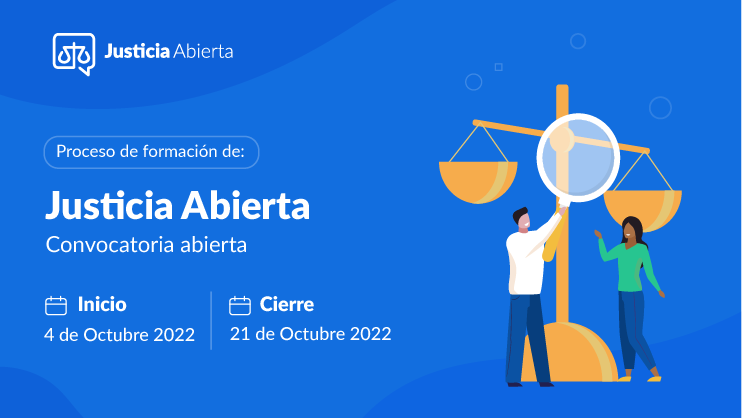 Justicia Abierta
Proceso de formación de:
Justicia Abierta
Convocatoria abierta
Inicio
4 de Octubre 2022
Cierre
21 de Octubre 2022